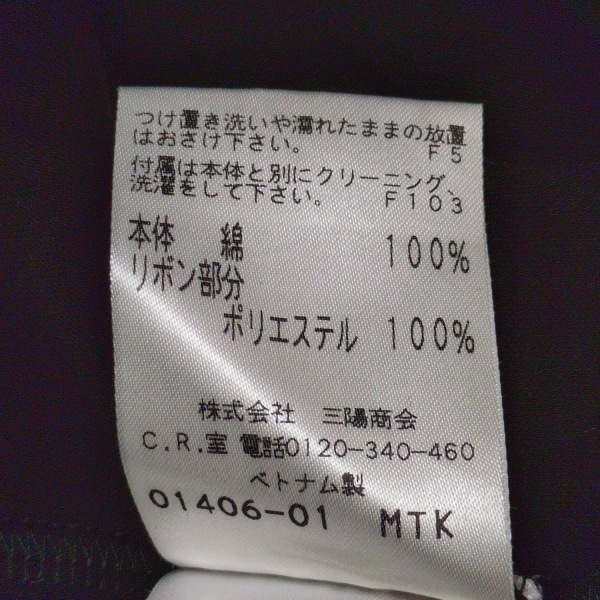 つけ置き洗いや濡れたままの放置
はおさけ下さい。 F5
付属は本体と別にクリーニング、
洗濯をして下さい。 F103
本体 綿 100%
リボン部分
ポリエステル 100%
株式会社 三陽商会
C.R.室 電話0120-340-460
ベトナム製
01406-01 MTK